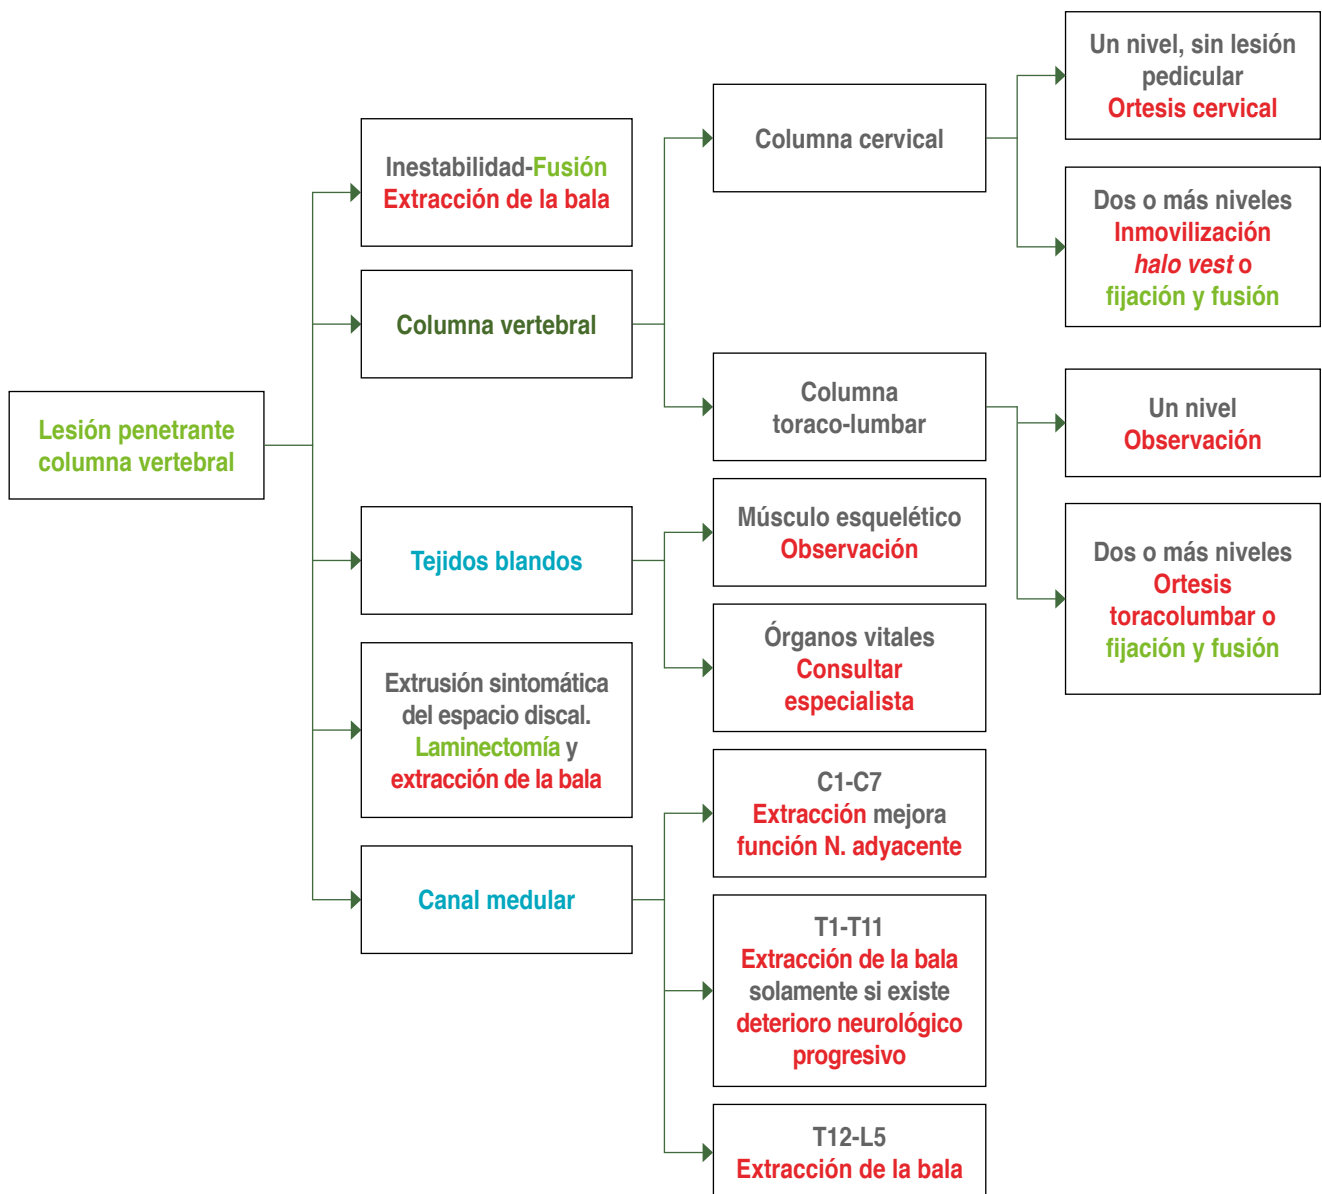 Lesión penetrante
columna vertebral
Inestabilidad-Fusión
Extracción de la bala
Columna vertebral
Tejidos blandos
Extrusión sintomática
del espacio discal.
Laminectomía y
extracción de la bala
Canal medular
Columna cervical
Columna
toraco-lumbar
Músculo esquelético
Observación
Órganos vitales
Consultar
especialista
C1-C7
Extracción mejora
función N. adyacente
T1-T11
Extracción de la bala
solamente si existe
deterioro neurológico
progresivo
T12-L5
Extracción de la bala
Un nivel, sin lesión
pedicular
Ortesis cervical
Dos o más niveles
Inmovilización
halo vest o
fijación y fusión
Un nivel
Observación
Dos o más niveles
Ortesis
toracolumbar o
fijación y fusión